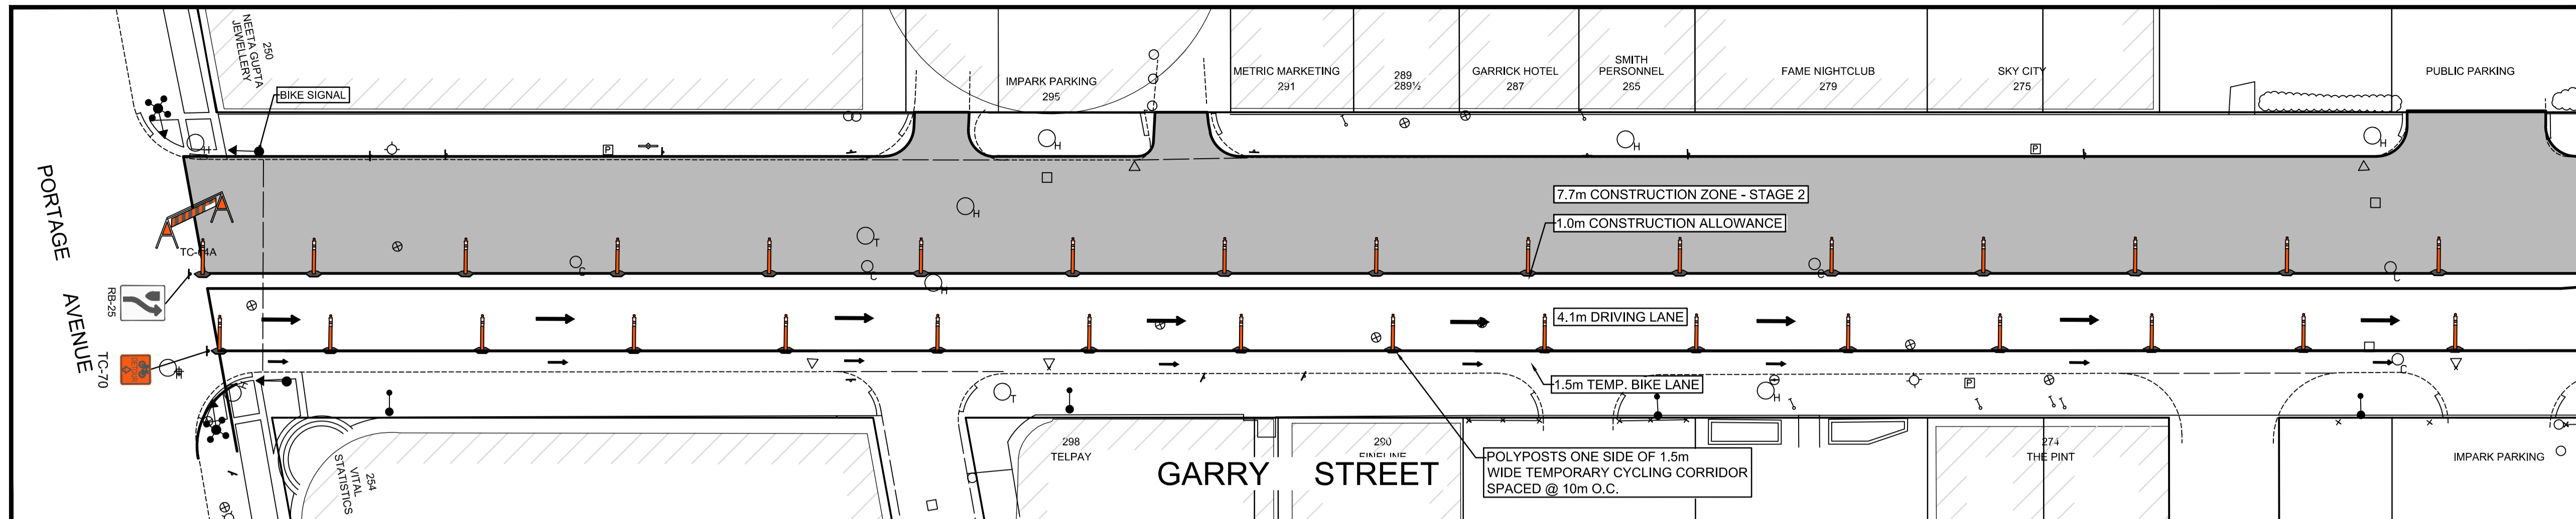 250
NEETA GUPTA
JEWELLERY
BIKE SIGNAL
IMPARK PARKING
295
METRIC MARKETING
291
289
289½
GARRICK HOTEL
287
SMITH
PERSONNEL
285
FAME NIGHTCLUB
279
SKY CITY
275
PUBLIC PARKING
H
P
H
H
P
H
PORTAGE AVENUE
7.7m CONSTRUCTION ZONE - STAGE 2
1.0m CONSTRUCTION ALLOWANCE
H
T
C
C
H
C
C
RB-25
4.1m DRIVING LANE
TC-70
DETOUR
1.5m TEMP. BIKE LANE
T
H
P
C
298
TELPAY
290
FINELINE
274
THE PINT
IMPARK PARKING
254
VITAL
STATISTICS
GARRY STREET
POLYPOSTS ONE SIDE OF 1.5m
WIDE TEMPORARY CYCLING CORRIDOR
SPACED @ 10m O.C.